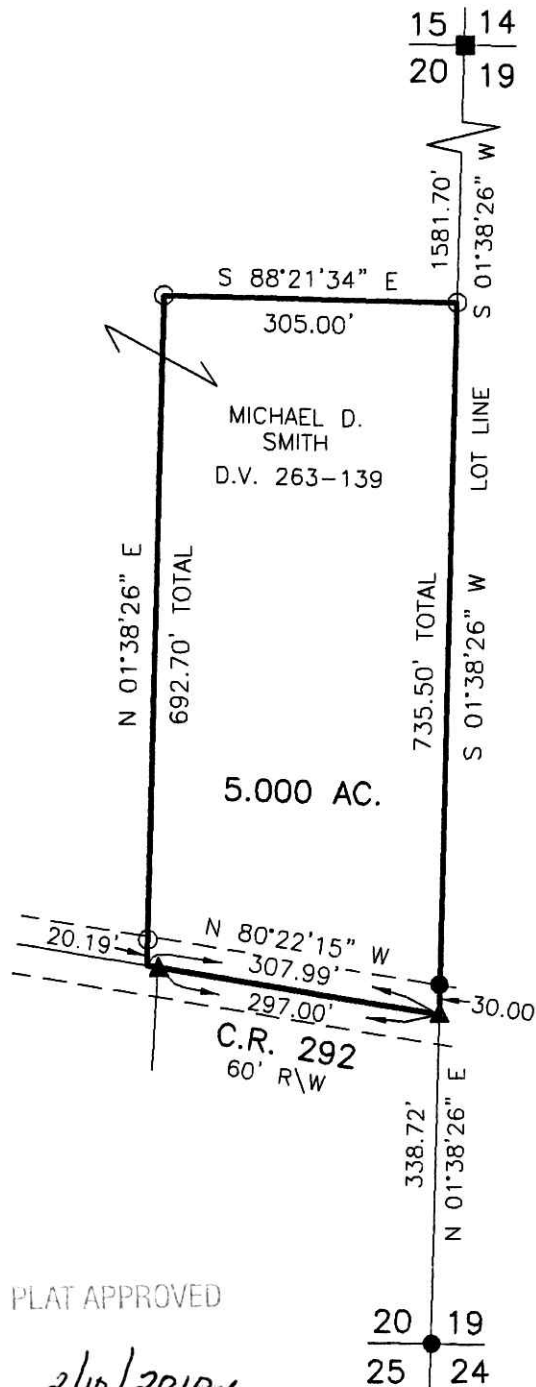 15 14
20 19
1581.70'
S 01°38'26" W
S 88°21'34" E
305.00'
MICHAEL D.
SMITH
D.V. 263-139
LOT LINE
N 01°38'26" E
692.70' TOTAL
735.50' TOTAL
S 01°38'26" W
5.000 AC.
N 80°22'15" W
20.19'
307.99'
297.00'
30.00
C.R. 292
60' R\W
338.72'
N 01°38'26" E
PLAT APPROVED
20 19
25 24